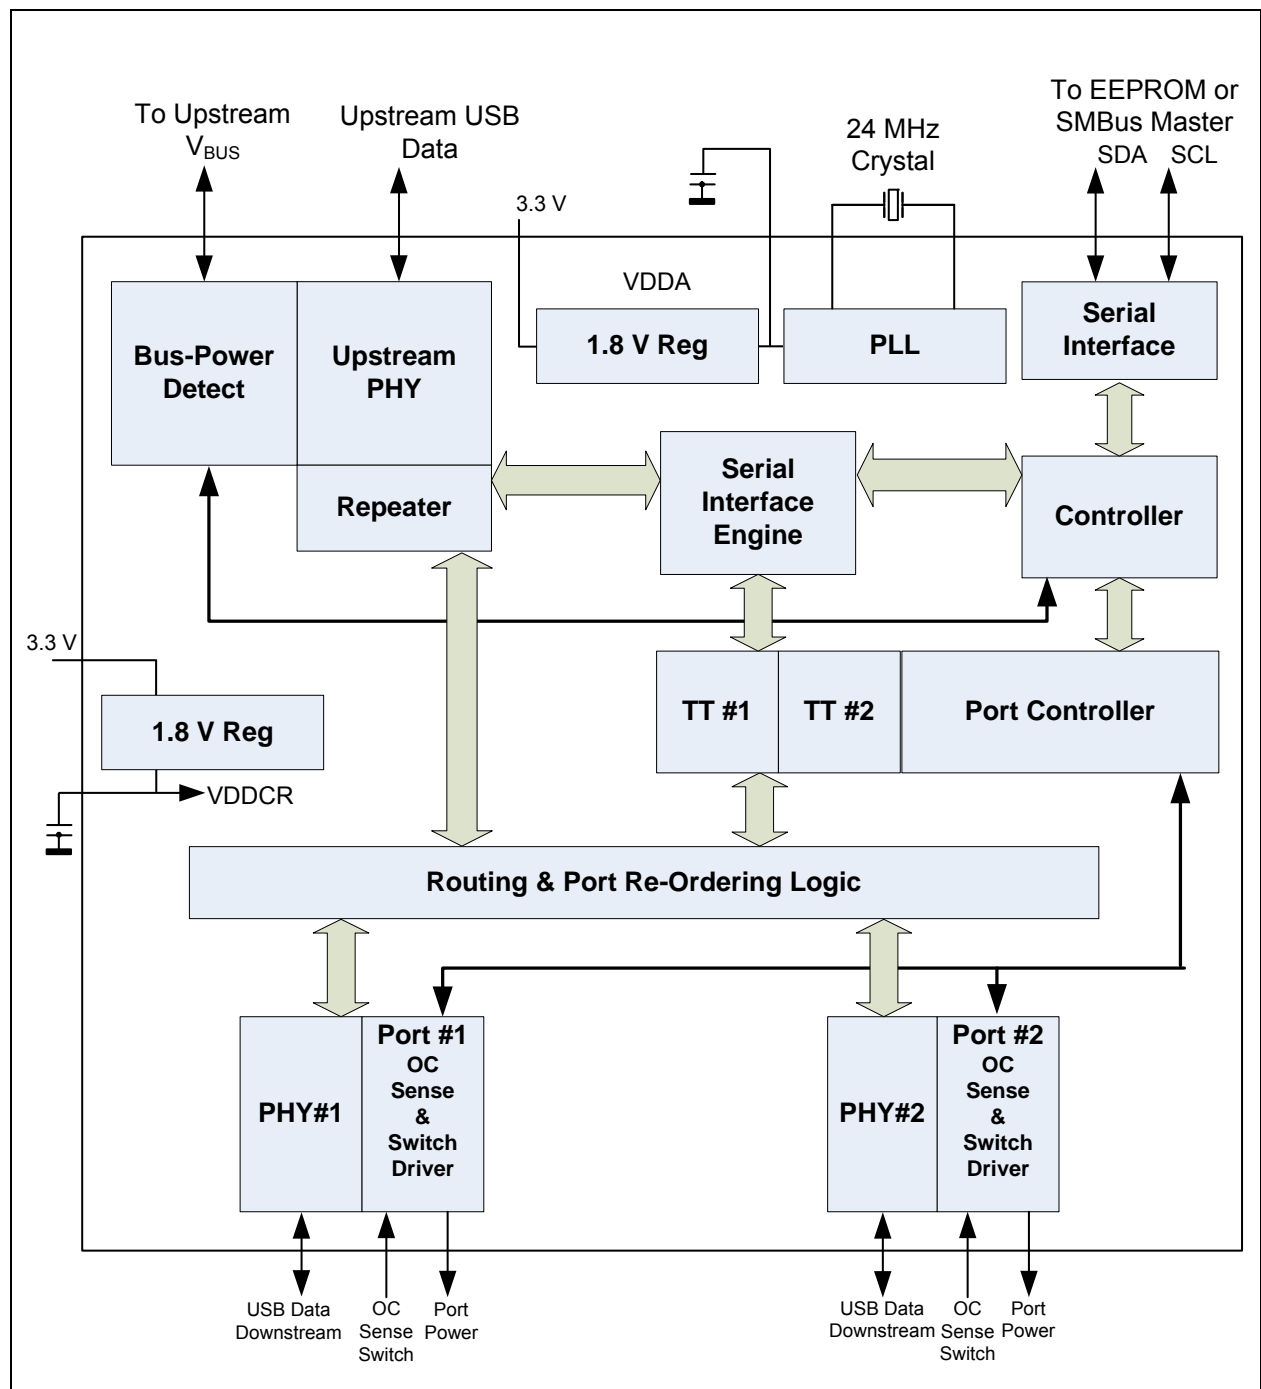 To Upstream
VBUS
Upstream USB
Data
3.3 V
24 MHz
Crystal
To EEPROM or
SMBus Master
SDA SCL
VDDA
Bus-Power
Detect
Upstream
PHY
1.8 V Reg
PLL
Serial
Interface
Repeater
Serial
Interface
Engine
Controller
3.3 V
1.8 V Reg
VDDCR
TT #1
TT #2
Port Controller
Routing & Port Re-Ordering Logic
PHY#1
Port #1
OC
Sense
&
Switch
Driver
PHY#2
Port #2
OC
Sense
&
Switch
Driver
USB Data
Downstream
OC
Sense
Switch
Port
Power
USB Data
Downstream
OC
Sense
Switch
Port
Power